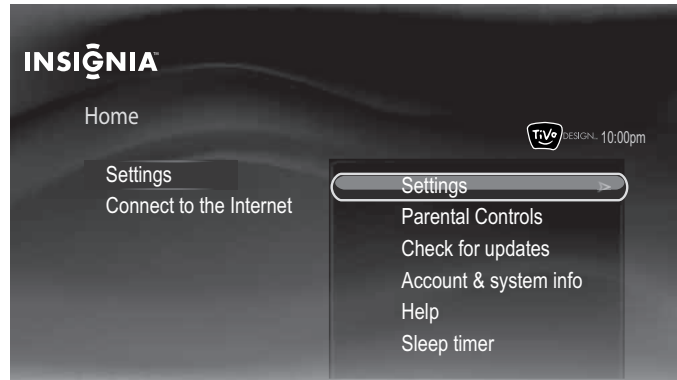 INSIGNIA
Home
TiVo DESIGN. 10:00pm
Settings
Connect to the Internet
Settings
Parental Controls
Check for updates
Account & system info
Help
Sleep timer